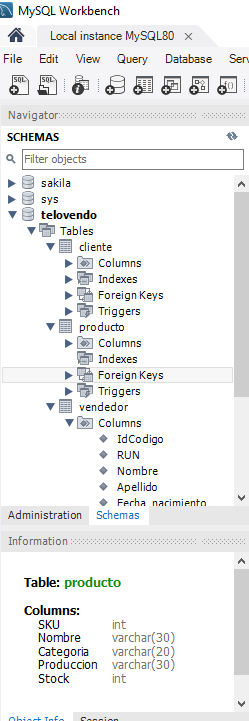 MySQL Workbench
Local instance MySQL80
File Edit View Query Database Ser
SQL SQL
Navigator
SCHEMAS
Filter objects
sakila
sys
telovendo
Tables
cliente
Columns
Indexes
Foreign Keys
Triggers
producto
Columns
Indexes
Foreign Keys
Triggers
vendedor
Columns
IdCodigo
RUN
Nombre
Apellido
Fecha_nacimiento
Administration Schemas
Information
Table: producto
Columns:
SKU int
Nombre varchar(30)
Categoria varchar(20)
Produccion varchar(30)
Stock int
Object Info Session